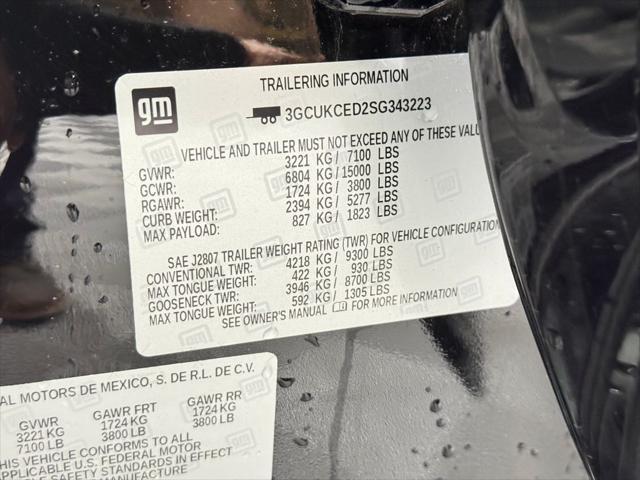 gm
TRAILERING INFORMATION
3GCUKCED2SG343223
VEHICLE AND TRAILER MUST NOT EXCEED ANY OF THESE VALU
GVWR: 3221 KG/ 7100 LBS
GCWR: 6804 KG/ 15000 LBS
RGAWR: 1724 KG/ 3800 LBS
CURB WEIGHT: 2394 KG/ 5277 LBS
MAX PAYLOAD: 827 KG/ 1823 LBS
SAE J2807 TRAILER WEIGHT RATING (TWR) FOR VEHICLE CONFIGURATION
CONVENTIONAL TWR: 4218 KG / 9300 LBS
MAX TONGUE WEIGHT: 422 KG / 930 LBS
GOOSENECK TWR: 3946 KG / 8700 LBS
MAX TONGUE WEIGHT: 592 KG / 1305 LBS
SEE OWNER'S MANUAL FOR MORE INFORMATION
AL MOTORS DE MEXICO, S. DE R.L. DE C.V.
GVWR GAWR FRT GAWR RR
3221 KG 1724 KG 1724 KG
7100 LB 3800 LB 3800 LB
HIS VEHICLE CONFORMS TO ALL
APPLICABLE U.S. FEDERAL MOTOR
LE SAFETY STANDARDS IN EFFECT